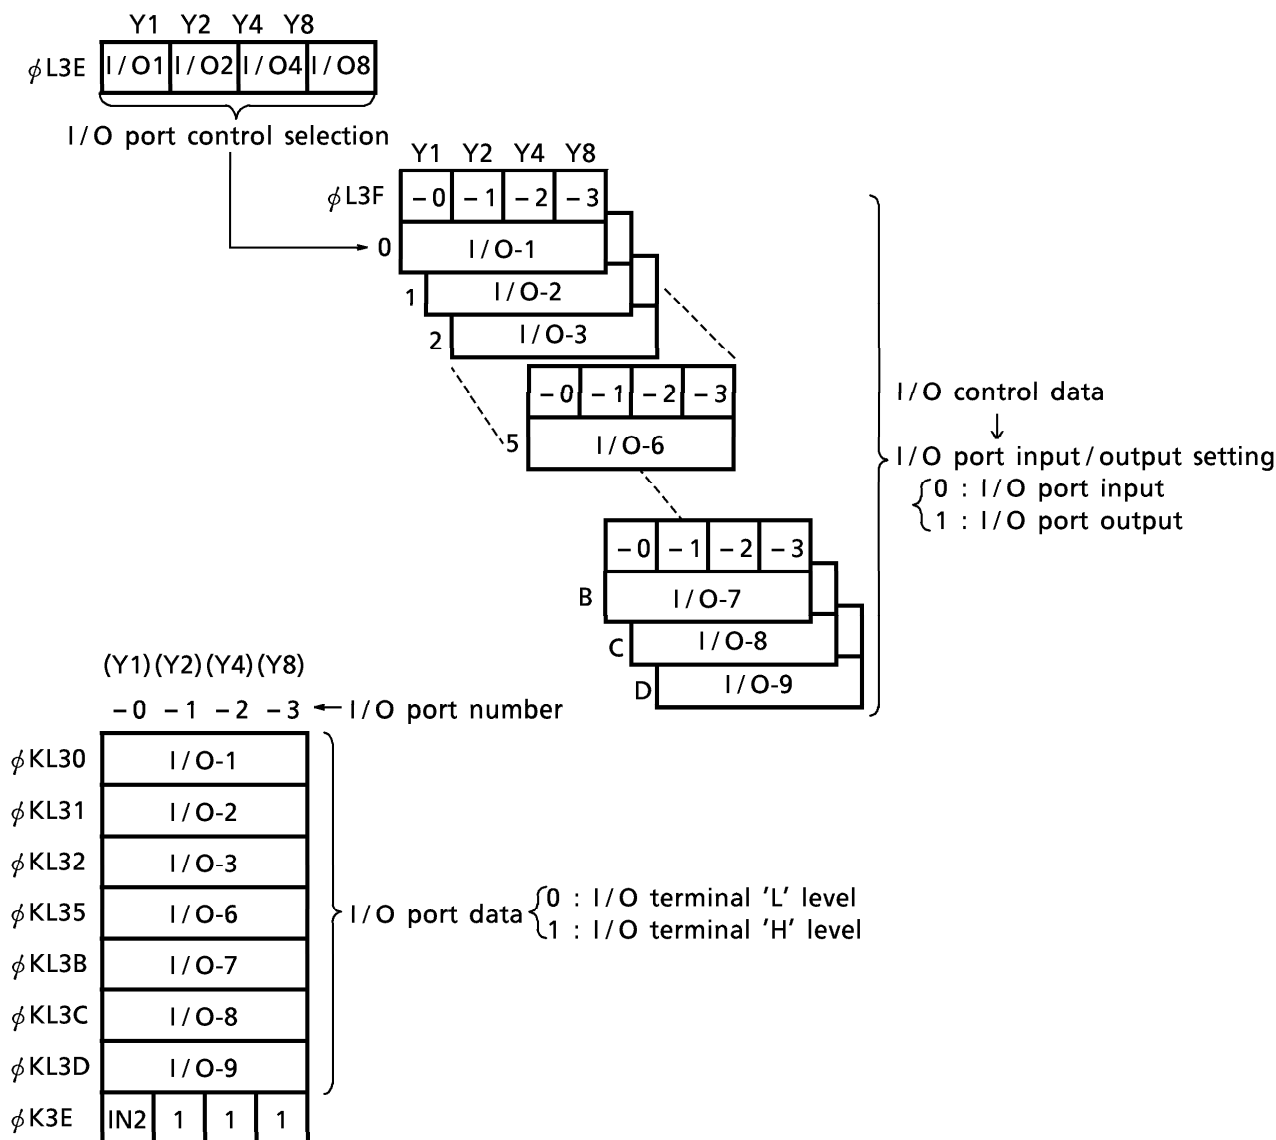 Y1 Y2 Y4 Y8
ϕL3E I/O1 I/O2 I/O4 I/O8
I/O port control selection
Y1 Y2 Y4 Y8
ϕL3F -0 -1 -2 -3
0 I/O-1
1 I/O-2
2 I/O-3
-0 -1 -2 -3
5 I/O-6
I/O control data
↓
I/O port input/output setting
0 : I/O port input
1 : I/O port output
-0 -1 -2 -3
B I/O-7
C I/O-8
D I/O-9
(Y1) (Y2) (Y4) (Y8)
-0 -1 -2 -3 ← I/O port number
ϕKL30 I/O-1
ϕKL31 I/O-2
ϕKL32 I/O-3
ϕKL35 I/O-6
ϕKL3B I/O-7
ϕKL3C I/O-8
ϕKL3D I/O-9
I/O port data
0 : I/O terminal 'L' level
1 : I/O terminal 'H' level
ϕK3E IN2 1 1 1